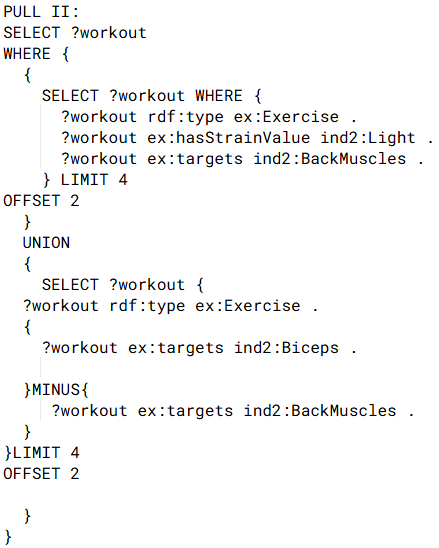 PULL II:
SELECT ?workout
WHERE {
  {
    SELECT ?workout WHERE {
      ?workout rdf:type ex:Exercise .
      ?workout ex:hasStrainValue ind2:Light .
      ?workout ex:targets ind2:BackMuscles .
    } LIMIT 4
OFFSET 2
  }
  UNION
  {
    SELECT ?workout {
  ?workout rdf:type ex:Exercise .
  {
    ?workout ex:targets ind2:Biceps .
  }MINUS{
     ?workout ex:targets ind2:BackMuscles .
  }
}LIMIT 4
OFFSET 2
  }
}